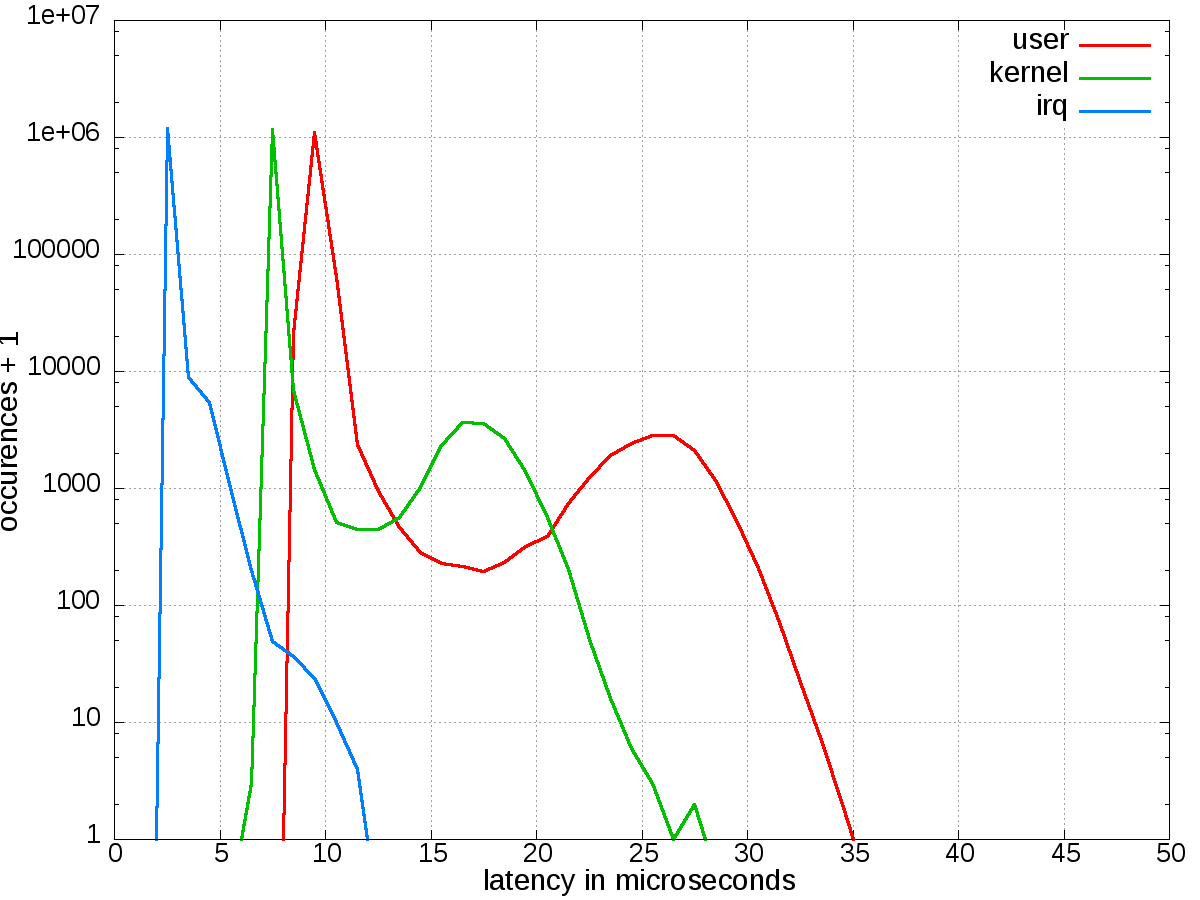 1e+07
1e+06
100000
10000
1000
100
10
1
occurences + 1
user
kernel
irq
0 5 10 15 20 25 30 35 40 45 50
latency in microseconds